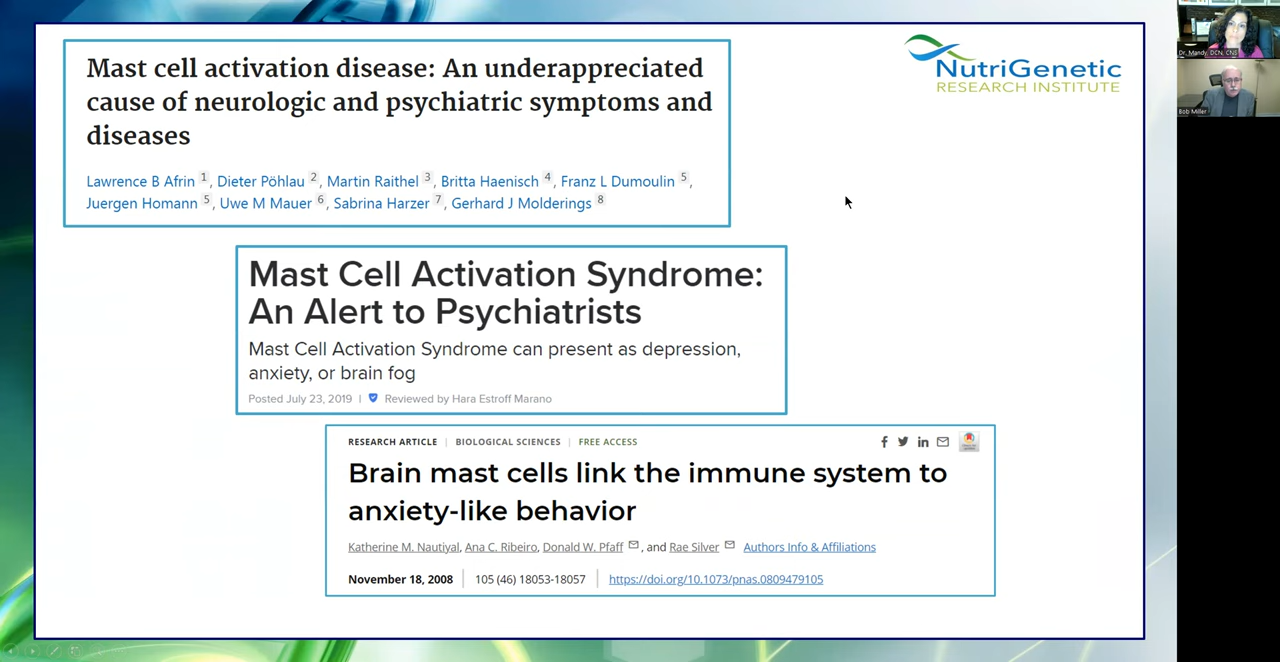 Mast cell activation disease: An underappreciated
cause of neurologic and psychiatric symptoms and
diseases
Lawrence B Afrin 1, Dieter Pöhlau 2, Martin Raithel 3, Britta Haenisch 4, Franz L Dumoulin 5,
Juergen Homann 5, Uwe M Mauer 6, Sabrina Harzer 7, Gerhard J Molderings 8
NutriGenetic
RESEARCH INSTITUTE
Mast Cell Activation Syndrome:
An Alert to Psychiatrists
Mast Cell Activation Syndrome can present as depression,
anxiety, or brain fog
Posted July 23, 2019 | Reviewed by Hara Estroff Marano
RESEARCH ARTICLE | BIOLOGICAL SCIENCES | FREE ACCESS
Brain mast cells link the immune system to
anxiety-like behavior
Katherine M. Nautiyal, Ana C. Ribeiro, Donald W. Pfaff, and Rae Silver Authors Info & Affiliations
November 18, 2008 | 105 (46) 18053-18057 | https://doi.org/10.1073/pnas.0809479105
Dr. Mandy, DCN, CNS
Bob Miller